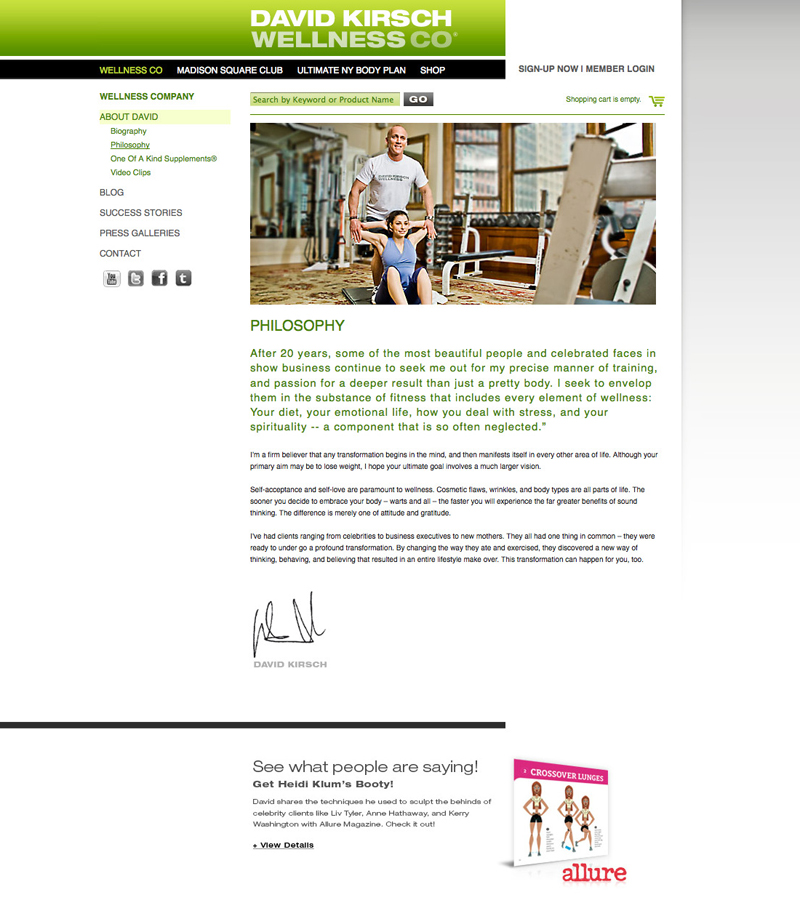 DAVID KIRSCH
WELLNESS CO®
WELLNESS CO MADISON SQUARE CLUB ULTIMATE NY BODY PLAN SHOP
SIGN-UP NOW | MEMBER LOGIN
WELLNESS COMPANY
ABOUT DAVID
Biography
Philosophy
One Of A Kind Supplements®
Video Clips
BLOG
SUCCESS STORIES
PRESS GALLERIES
CONTACT
You Tube t f t
Search by Keyword or Product Name GO
Shopping cart is empty.
DAVID KIRSCH
WELLNESS
PHILOSOPHY
After 20 years, some of the most beautiful people and celebrated faces in
show business continue to seek me out for my precise manner of training,
and passion for a deeper result than just a pretty body. I seek to envelop
them in the substance of fitness that includes every element of wellness:
Your diet, your emotional life, how you deal with stress, and your
spirituality -- a component that is so often neglected."
I'm a firm believer that any transformation begins in the mind, and then manifests itself in every other area of life. Although your
primary aim may be to lose weight, I hope your ultimate goal involves a much larger vision.
Self-acceptance and self-love are paramount to wellness. Cosmetic flaws, wrinkles, and body types are all parts of life. The
sooner you decide to embrace your body – warts and all – the faster you will experience the far greater benefits of sound
thinking. The difference is merely one of attitude and gratitude.
I've had clients ranging from celebrities to business executives to new mothers. They all had one thing in common – they were
ready to under go a profound transformation. By changing the way they ate and exercised, they discovered a new way of
thinking, behaving, and believing that resulted in an entire lifestyle make over. This transformation can happen for you, too.
DAVID KIRSCH
See what people are saying!
Get Heidi Klum's Booty!
David shares the techniques he used to sculpt the behinds of
celebrity clients like Liv Tyler, Anne Hathaway, and Kerry
Washington with Allure Magazine. Check it out!
+ View Details
CROSSOVER LUNGES
allure